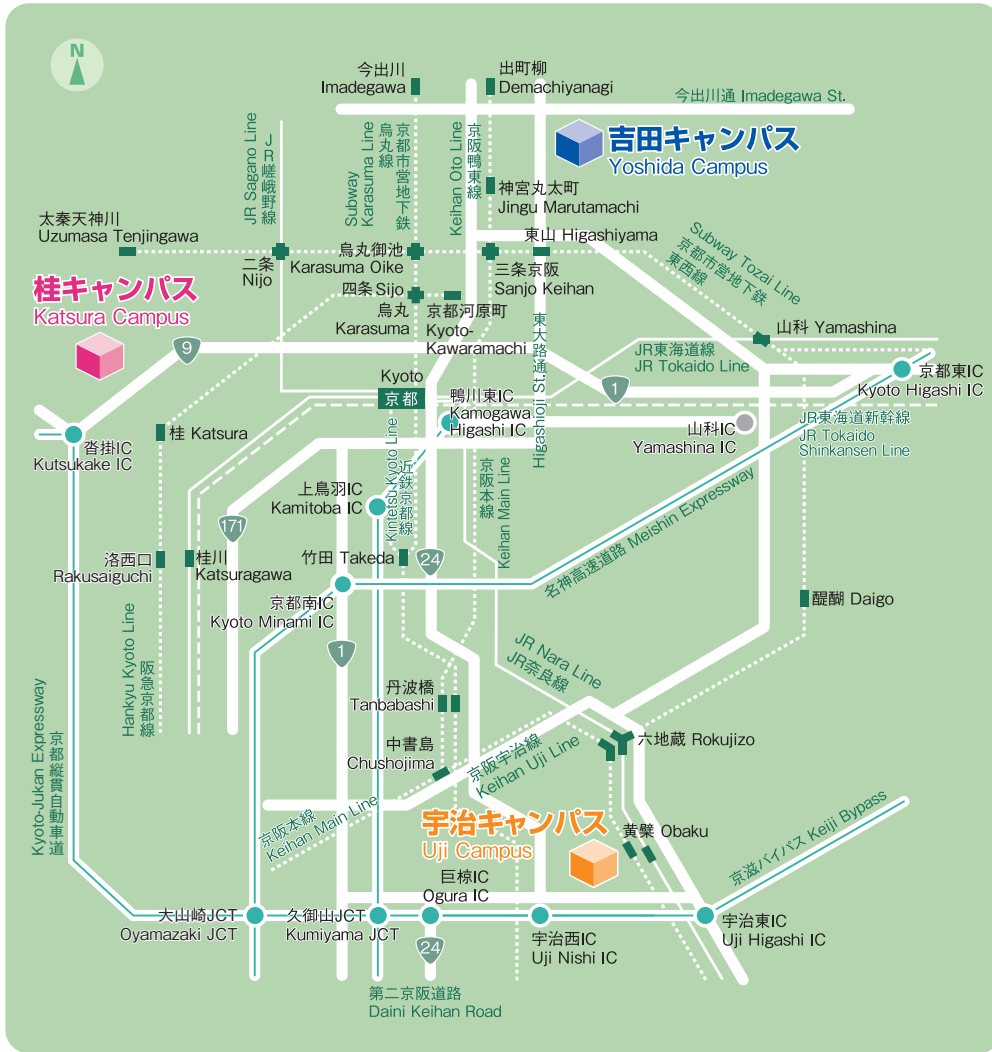 N
今出川
Imadegawa
出町柳
Demachiyanagi
今出川通 Imadegawa St.
吉田キャンパス
Yoshida Campus
JR Sagano Line
JR嵯峨野線
Subway
Karasuma Line
烏丸線
京都市営地下鉄
Keihan Oto Line
京阪鴨東線
神宮丸太町
Jingu Marutamachi
太秦天神川
Uzumasa Tenjingawa
二条
Nijo
烏丸御池
Karasuma Oike
三条京阪
Sanjo Keihan
東山 Higashiyama
Subway Tozai Line
京都市営地下鉄
東西線
四条 Sijo
烏丸
Karasuma
京都河原町
Kyoto-
Kawaramachi
桂キャンパス
Katsura Campus
9
東大路通
Higashioji St.
山科 Yamashina
JR東海道線
JR Tokaido Line
1
京都東IC
Kyoto Higashi IC
Kyoto
京都
鴨川東IC
Kamogawa
Higashi IC
山科IC
Yamashina IC
JR東海道新幹線
JR Tokaido
Shinkansen Line
沓掛IC
Kutsukake IC
桂 Katsura
上鳥羽IC
Kamitoba IC
Kintetsu Kyoto Line
近鉄京都線
京阪本線
Keihan Main Line
名神高速道路 Meishin Expressway
171
洛西口
Rakusaiguchi
桂川
Katsuragawa
竹田 Takeda
24
京都南IC
Kyoto Minami IC
醍醐 Daigo
1
Hankyu Kyoto Line
阪急京都線
JR Nara Line
JR奈良線
丹波橋
Tanbabashi
中書島
Chushojima
京阪宇治線
Keihan Uji Line
六地蔵 Rokujizo
Kyoto-Jukan Expressway
京都縦貫自動車道
京阪本線
Keihan Main Line
宇治キャンパス
Uji Campus
黄檗 Obaku
京滋バイパス Keiji Bypass
大山崎JCT
Oyamazaki JCT
久御山JCT
Kumiyama JCT
巨椋IC
Ogura IC
24
宇治西IC
Uji Nishi IC
宇治東IC
Uji Higashi IC
第二京阪道路
Daini Keihan Road